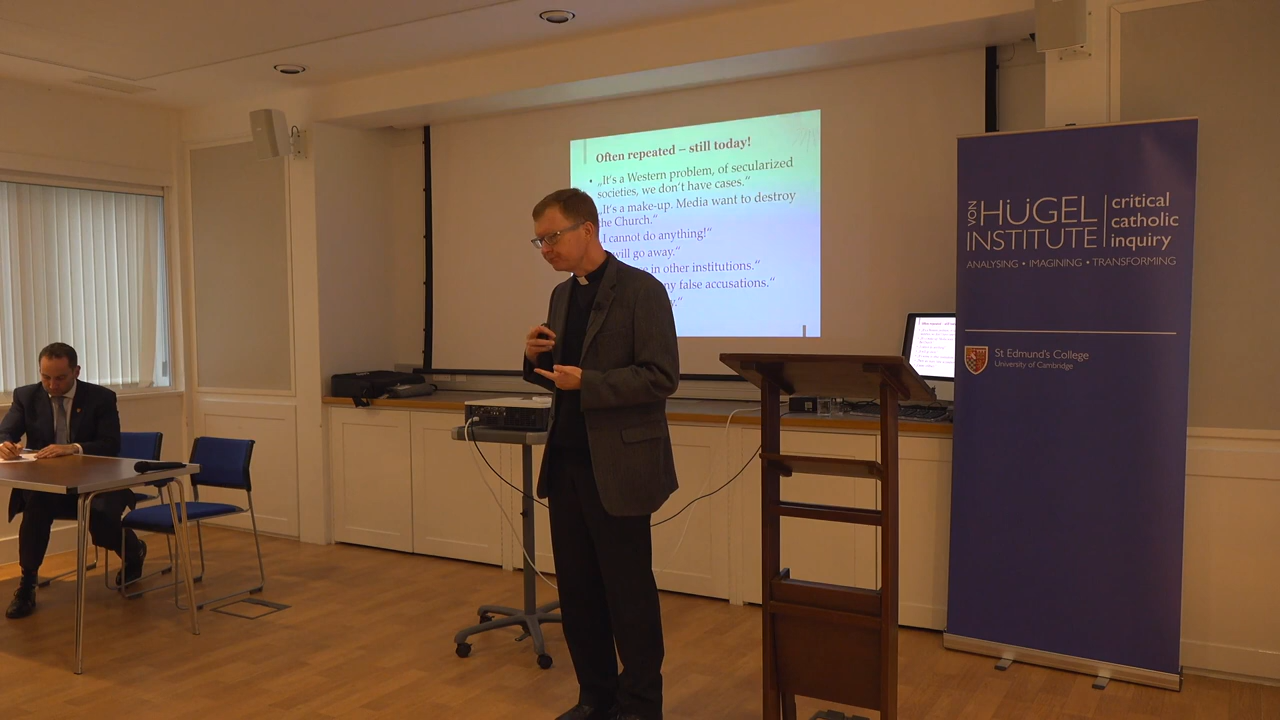 Often repeated – still today!
• „It's a Western problem, of secularized
societies, we don't have cases.“
„It's a make-up. Media want to destroy
the Church.“
I cannot do anything!“
will go away.“
in other institutions.“
false accusations.“
VON HÜGEL INSTITUTE
critical
catholic
inquiry
ANALYSING • IMAGINING • TRANSFORMING
St Edmund's College
University of Cambridge